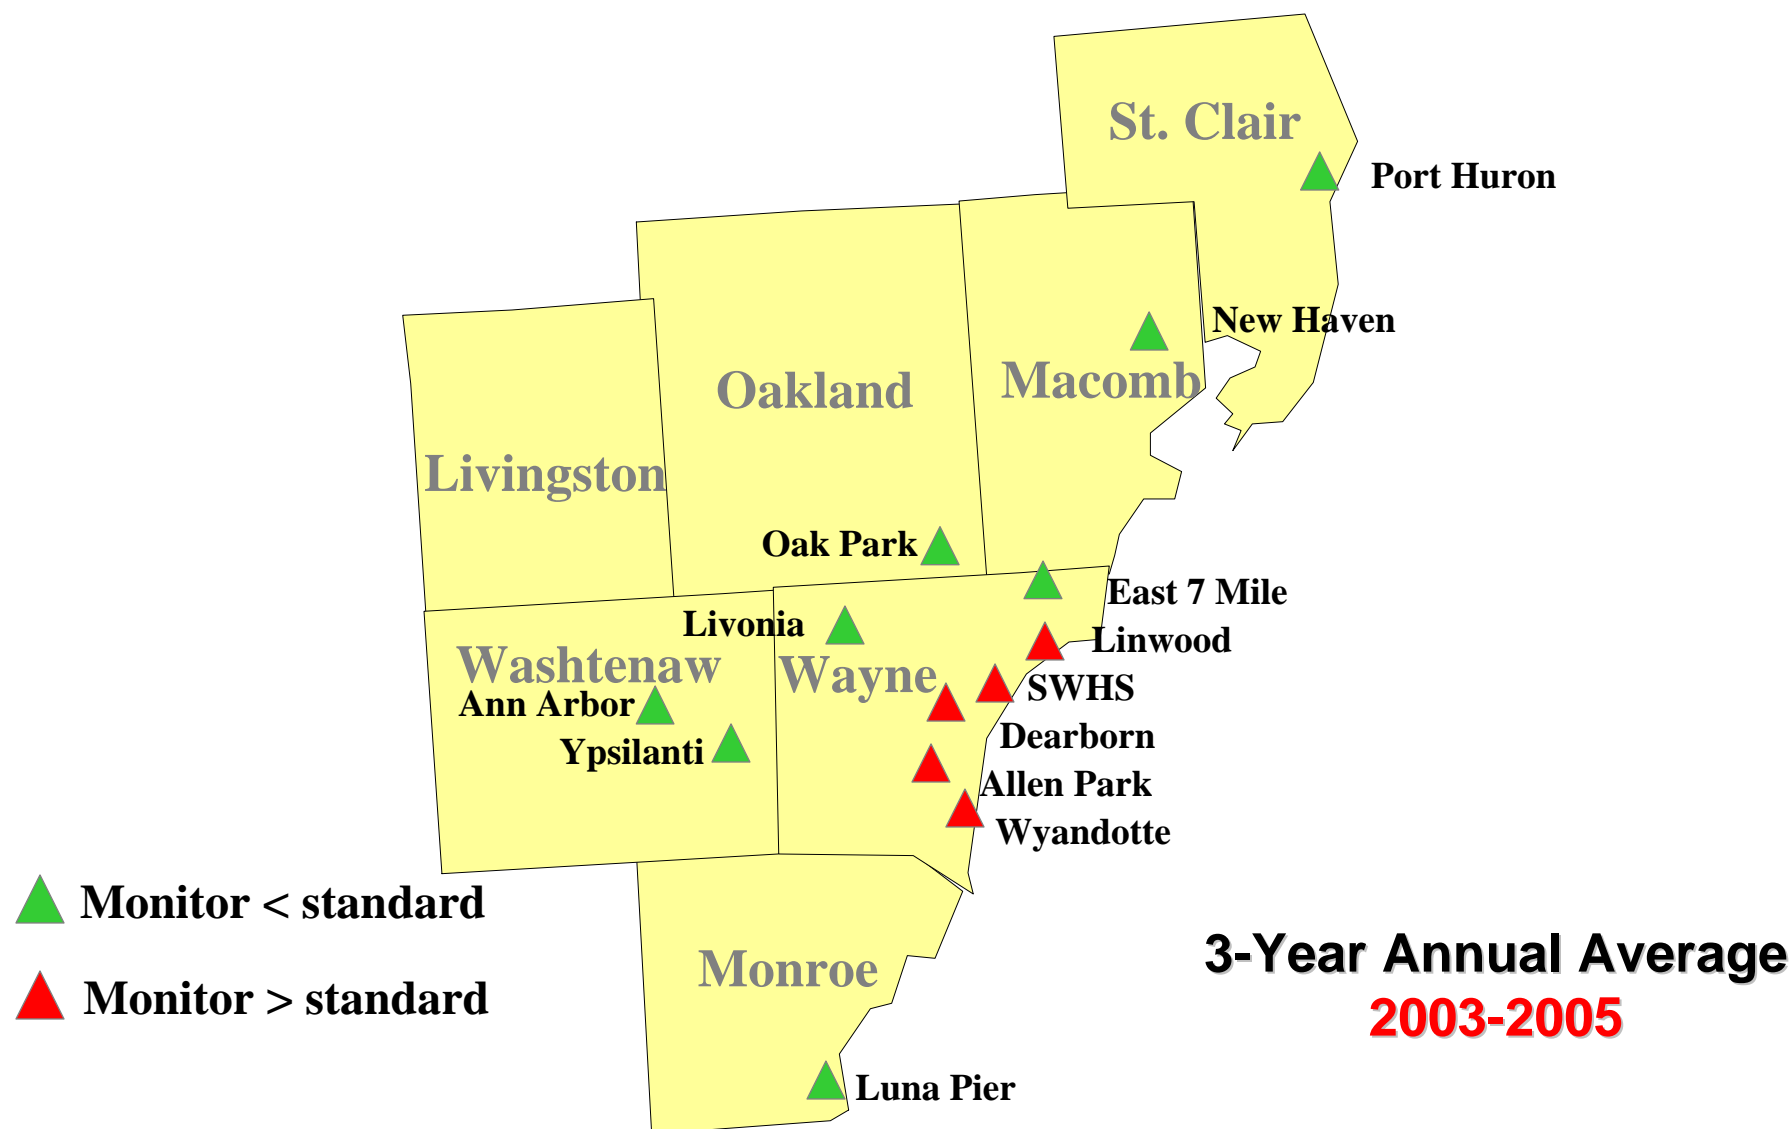 St. Clair
Port Huron
New Haven
Macomb
Oakland
Livingston
Oak Park
East 7 Mile
Livonia
Linwood
Washtenaw
Wayne
SWHS
Ann Arbor
Dearborn
Ypsilanti
Allen Park
Wyandotte
Monitor < standard
Monroe
Monitor > standard
3-Year Annual Average
2003-2005
Luna Pier